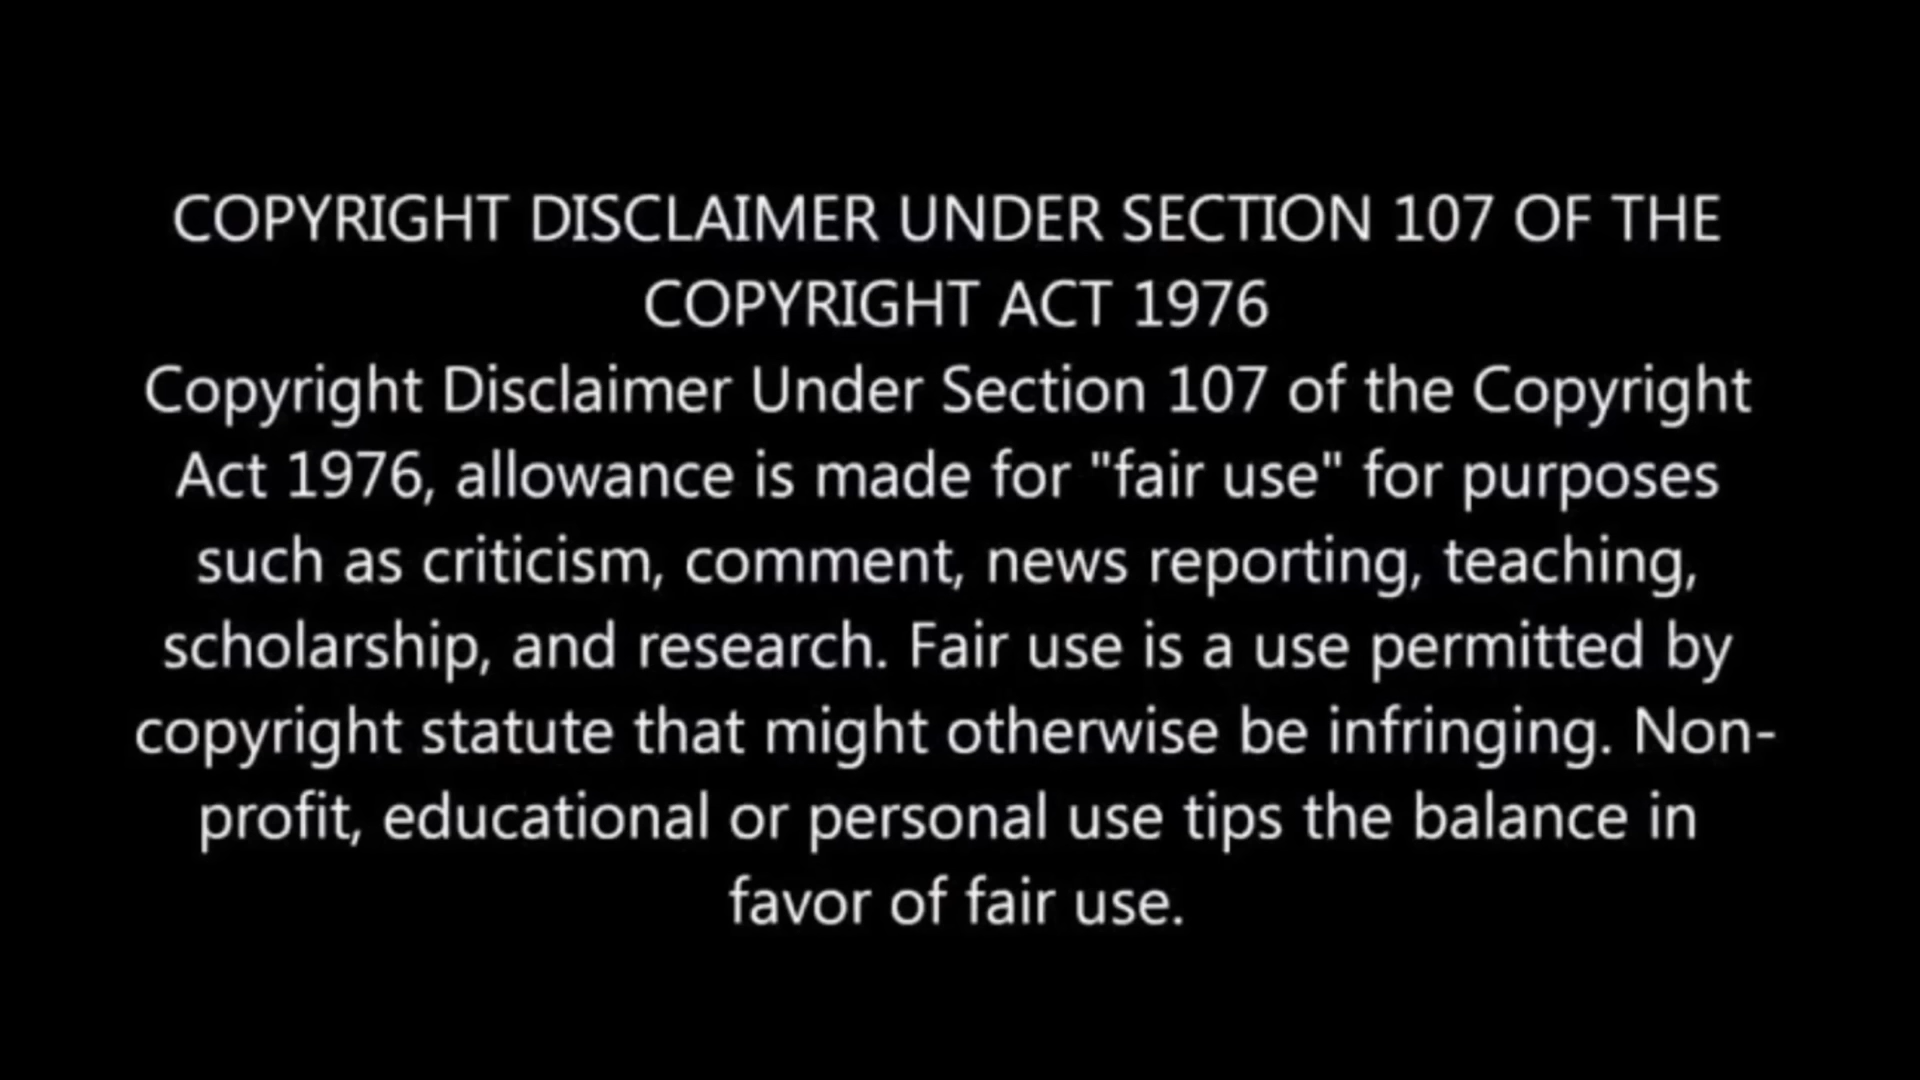 COPYRIGHT DISCLAIMER UNDER SECTION 107 OF THE
COPYRIGHT ACT 1976
Copyright Disclaimer Under Section 107 of the Copyright
Act 1976, allowance is made for "fair use" for purposes
such as criticism, comment, news reporting, teaching,
scholarship, and research. Fair use is a use permitted by
copyright statute that might otherwise be infringing. Non-
profit, educational or personal use tips the balance in
favor of fair use.